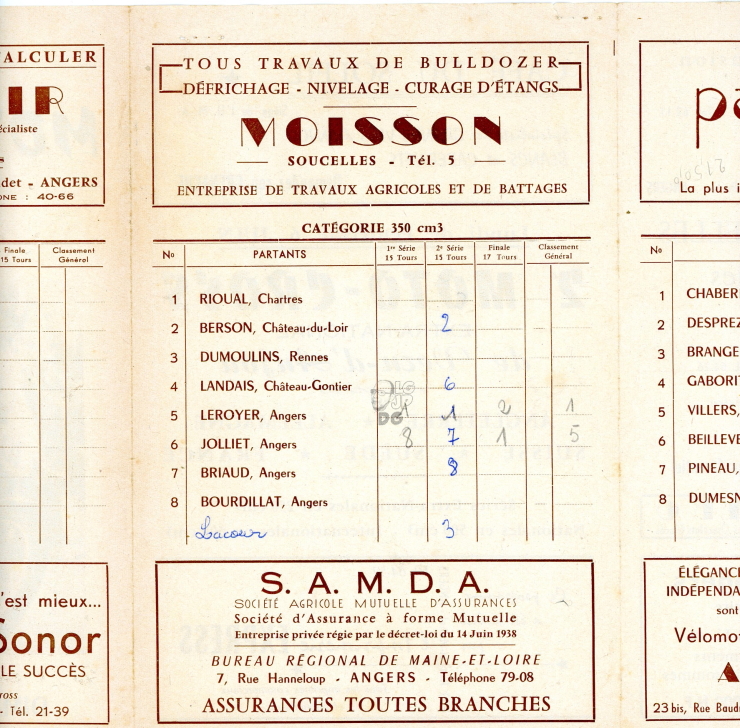 ALCULER
IR
écialiste
det - ANGERS
ONE : 40-66
Finale
15 Tours
Classement
Général
'est mieux...
Sonor
LE SUCCÈS
ross
- Tél. 21-39
TOUS TRAVAUX DE BULLDOZER
DÉFRICHAGE - NIVELAGE - CURAGE D'ÉTANGS
MOISSON
SOUCELLES - Tél. 5
ENTREPRISE DE TRAVAUX AGRICOLES ET DE BATTAGES
CATÉGORIE 350 cm3
No PARTANTS 1re Série 15 Tours 2e Série 15 Tours Finale 17 Tours Classement Général
1 RIOUAL, Chartres
2 BERSON, Château-du-Loir 2
3 DUMOULINS, Rennes
4 LANDAIS, Château-Gontier 6
5 LEROYER, Angers 1 1 2 1
6 JOLLIET, Angers 8 7 1 5
7 BRIAUD, Angers 8
8 BOURDILLAT, Angers
Lacour 3
S. A. M. D. A.
SOCIÉTÉ AGRICOLE MUTUELLE D'ASSURANCES
Société d'Assurance à forme Mutuelle
Entreprise privée régie par le décret-loi du 14 Juin 1938
BUREAU RÉGIONAL DE MAINE-ET-LOIRE
7, Rue Hanneloup - ANGERS - Téléphone 79-08
ASSURANCES TOUTES BRANCHES
La plus i
No
1 CHABER
2 DESPREZ
3 BRANGE
4 GABORIT
5 VILLERS,
6 BEILLEVE
7 PINEAU,
8 DUMESN
ÉLÉGANCE
INDÉPENDA
sont
Vélomot
A
23 bis, Rue Baudr